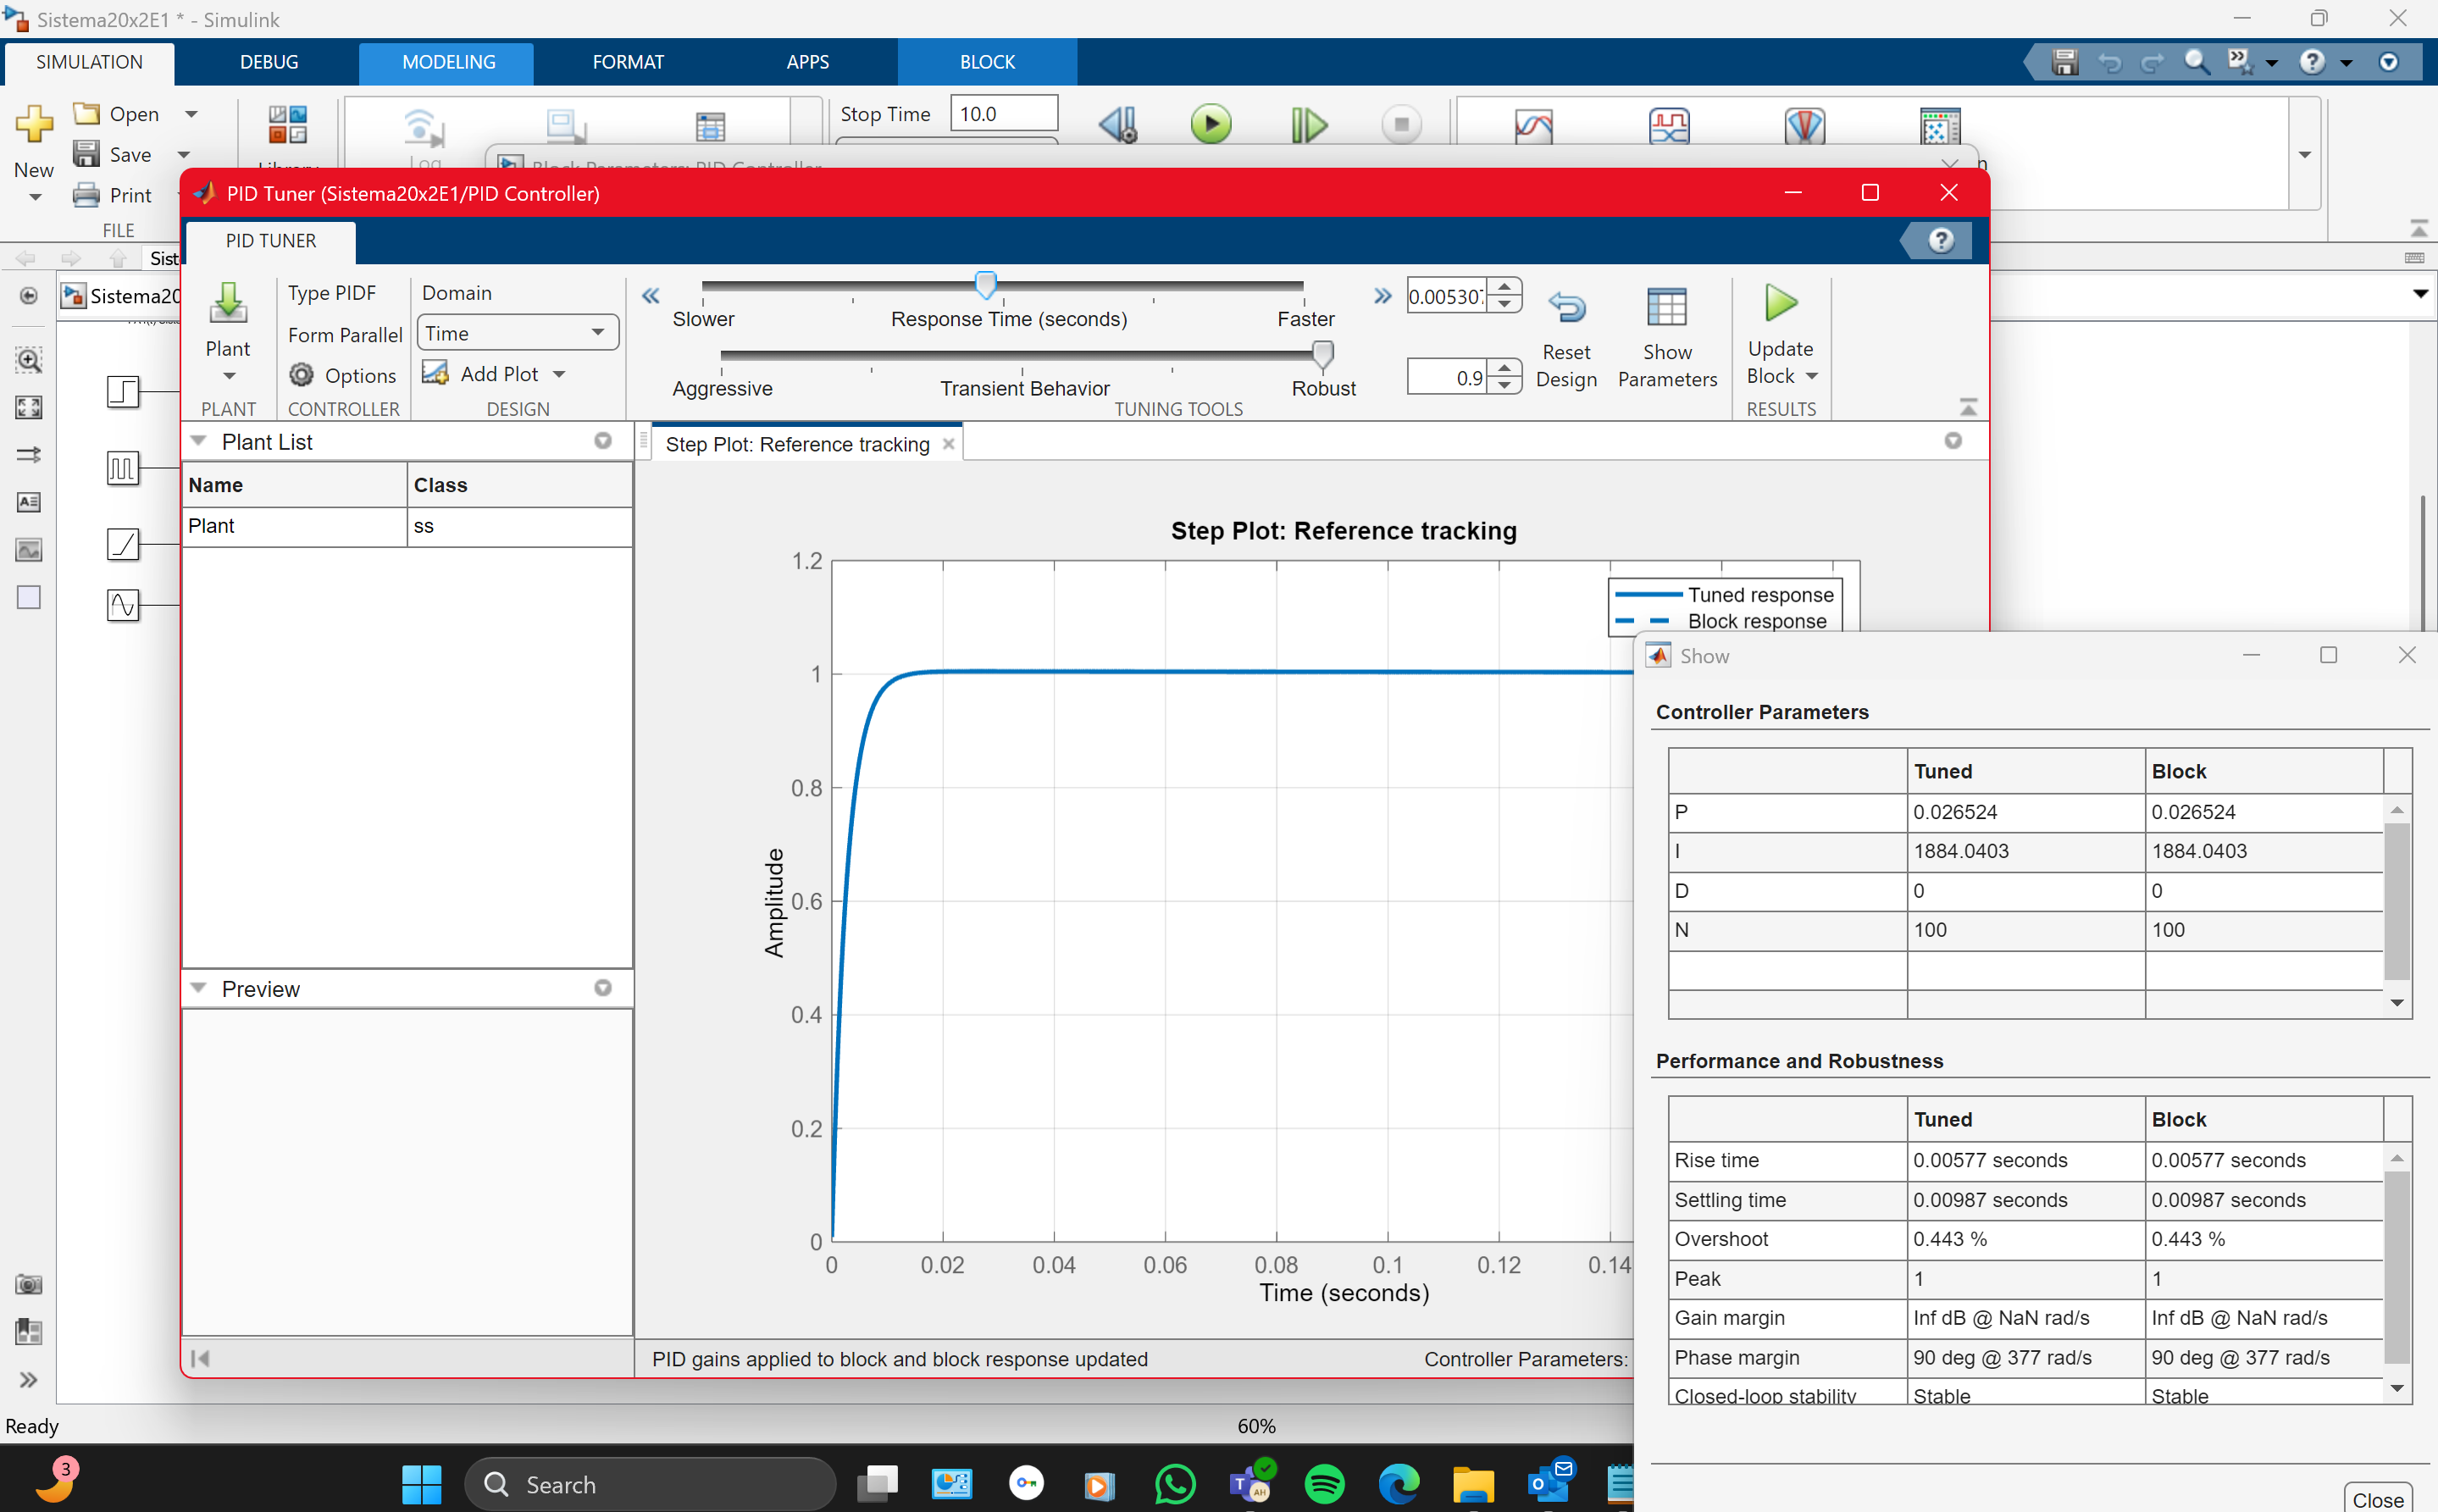 Sistema20x2E1 * - Simulink
SIMULATION
DEBUG
MODELING
FORMAT
APPS
BLOCK
New
Open
Save
Print
FILE
Stop Time
10.0
PID Tuner (Sistema20x2E1/PID Controller)
PID TUNER
Sistema20
Plant
PLANT
Type PIDF
Form Parallel
Options
CONTROLLER
Domain
Time
Add Plot
DESIGN
Slower
Response Time (seconds)
Faster
0.005307
Aggressive
Transient Behavior
Robust
0.9
TUNING TOOLS
Reset
Design
Show
Parameters
Update
Block
RESULTS
Plant List
Name Class
Plant ss
Preview
Step Plot: Reference tracking
Step Plot: Reference tracking
Tuned response
Block response
Amplitude
1.2
1
0.8
0.6
0.4
0.2
0
0 0.02 0.04 0.06 0.08 0.1 0.12 0.14
Time (seconds)
PID gains applied to block and block response updated
Controller Parameters:
Show
Controller Parameters
Tuned Block
P 0.026524 0.026524
I 1884.0403 1884.0403
D 0 0
N 100 100
Performance and Robustness
Tuned Block
Rise time 0.00577 seconds 0.00577 seconds
Settling time 0.00987 seconds 0.00987 seconds
Overshoot 0.443 % 0.443 %
Peak 1 1
Gain margin Inf dB @ NaN rad/s Inf dB @ NaN rad/s
Phase margin 90 deg @ 377 rad/s 90 deg @ 377 rad/s
Closed-loop stability Stable Stable
Close
Ready
60%
3
Search